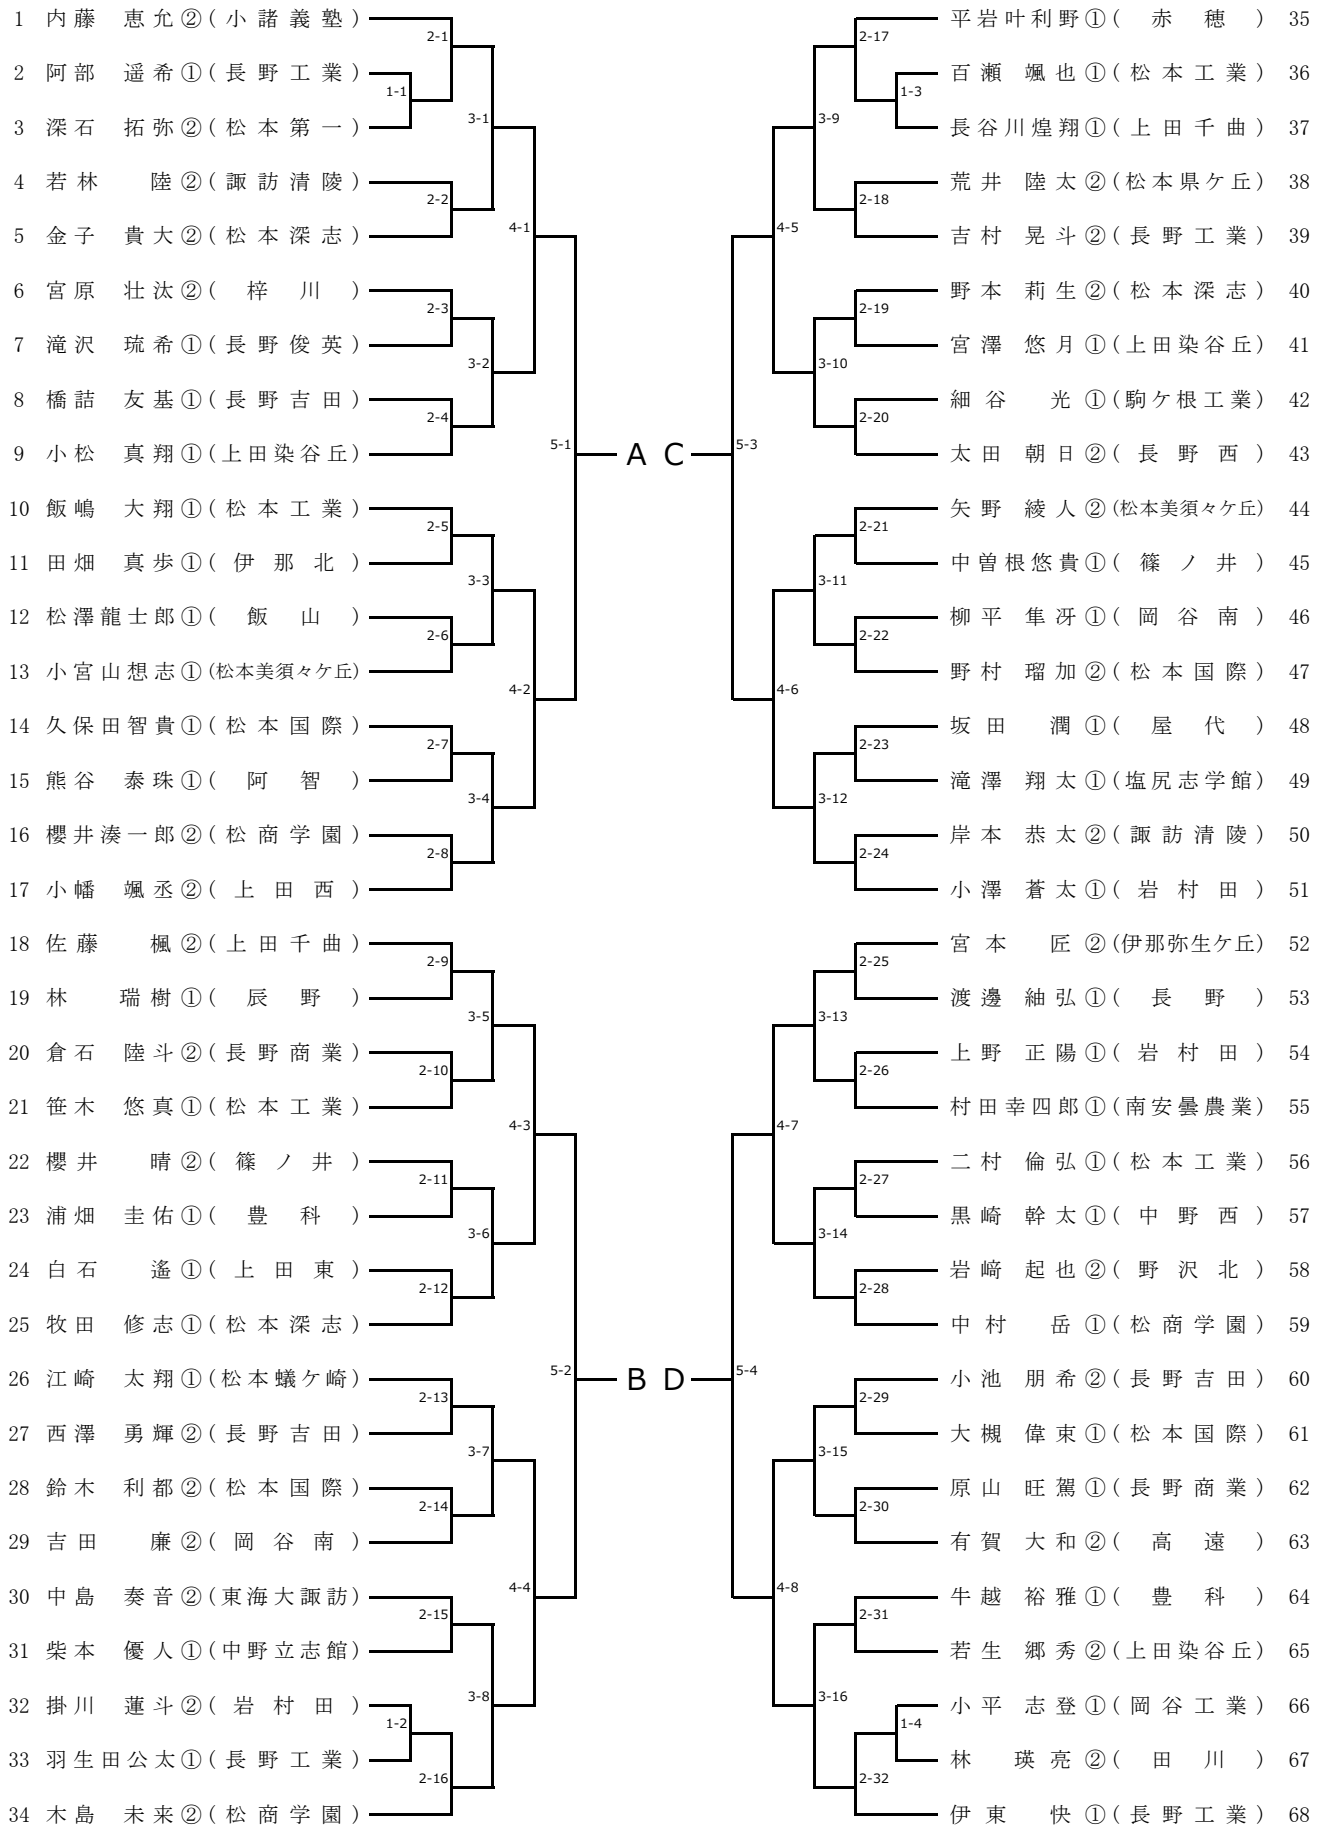 1 内藤 恵允②(小諸義塾)
2-1
2 阿部 遥希①(長野工業)
1-1
3 深石 拓弥②(松本第一)
3-1
4 若林 陸②(諏訪清陵)
2-2
5 金子 貴大②(松本深志)
4-1
6 宮原 壮汰②(梓川)
2-3
7 滝沢 琉希①(長野俊英)
3-2
8 橋詰 友基①(長野吉田)
2-4
9 小松 真翔①(上田染谷丘)
5-1
A
10 飯嶋 大翔①(松本工業)
2-5
11 田畑 真歩①(伊那北)
3-3
12 松澤龍士郎①(飯山)
2-6
13 小宮山想志①(松本美須々ケ丘)
4-2
14 久保田智貴①(松本国際)
2-7
15 熊谷 泰珠①(阿智)
3-4
16 櫻井湊一郎②(松商学園)
2-8
17 小幡 颯丞②(上田西)
18 佐藤 楓②(上田千曲)
2-9
19 林 瑞樹①(辰野)
3-5
20 倉石 陸斗②(長野商業)
2-10
21 笹木 悠真①(松本工業)
4-3
22 櫻井 晴②(篠ノ井)
2-11
23 浦畑 圭佑①(豊科)
3-6
24 白石 遙①(上田東)
2-12
25 牧田 修志①(松本深志)
5-2
B
26 江崎 太翔①(松本蟻ケ崎)
2-13
27 西澤 勇輝②(長野吉田)
3-7
28 鈴木 利都②(松本国際)
2-14
29 吉田 廉②(岡谷南)
4-4
30 中島 奏音②(東海大諏訪)
2-15
31 柴本 優人①(中野立志館)
3-8
32 掛川 蓮斗②(岩村田)
1-2
33 羽生田公太①(長野工業)
2-16
34 木島 未来②(松商学園)
平岩叶利野①(赤穂) 35
2-17
百瀬 颯也①(松本工業) 36
1-3
長谷川煌翔①(上田千曲) 37
3-9
荒井 陸太②(松本県ケ丘) 38
2-18
吉村 晃斗②(長野工業) 39
4-5
野本 莉生②(松本深志) 40
2-19
宮澤 悠月①(上田染谷丘) 41
3-10
細谷 光①(駒ケ根工業) 42
2-20
太田 朝日②(長野西) 43
C
5-3
矢野 綾人②(松本美須々ケ丘) 44
2-21
中曽根悠貴①(篠ノ井) 45
3-11
柳平 隼冴①(岡谷南) 46
2-22
野村 瑠加②(松本国際) 47
4-6
坂田 潤①(屋代) 48
2-23
滝澤 翔太①(塩尻志学館) 49
3-12
岸本 恭太②(諏訪清陵) 50
2-24
小澤 蒼太①(岩村田) 51
宮本 匠②(伊那弥生ケ丘) 52
2-25
渡邊 紬弘①(長野) 53
3-13
上野 正陽①(岩村田) 54
2-26
村田幸四郎①(南安曇農業) 55
4-7
二村 倫弘①(松本工業) 56
2-27
黒崎 幹太①(中野西) 57
3-14
岩﨑 起也②(野沢北) 58
2-28
中村 岳①(松商学園) 59
D
5-4
小池 朋希②(長野吉田) 60
2-29
大槻 偉束①(松本国際) 61
3-15
原山 旺駕①(長野商業) 62
2-30
有賀 大和②(高遠) 63
4-8
牛越 裕雅①(豊科) 64
2-31
若生 郷秀②(上田染谷丘) 65
3-16
小平 志登①(岡谷工業) 66
1-4
林 瑛亮②(田川) 67
2-32
伊東 快①(長野工業) 68